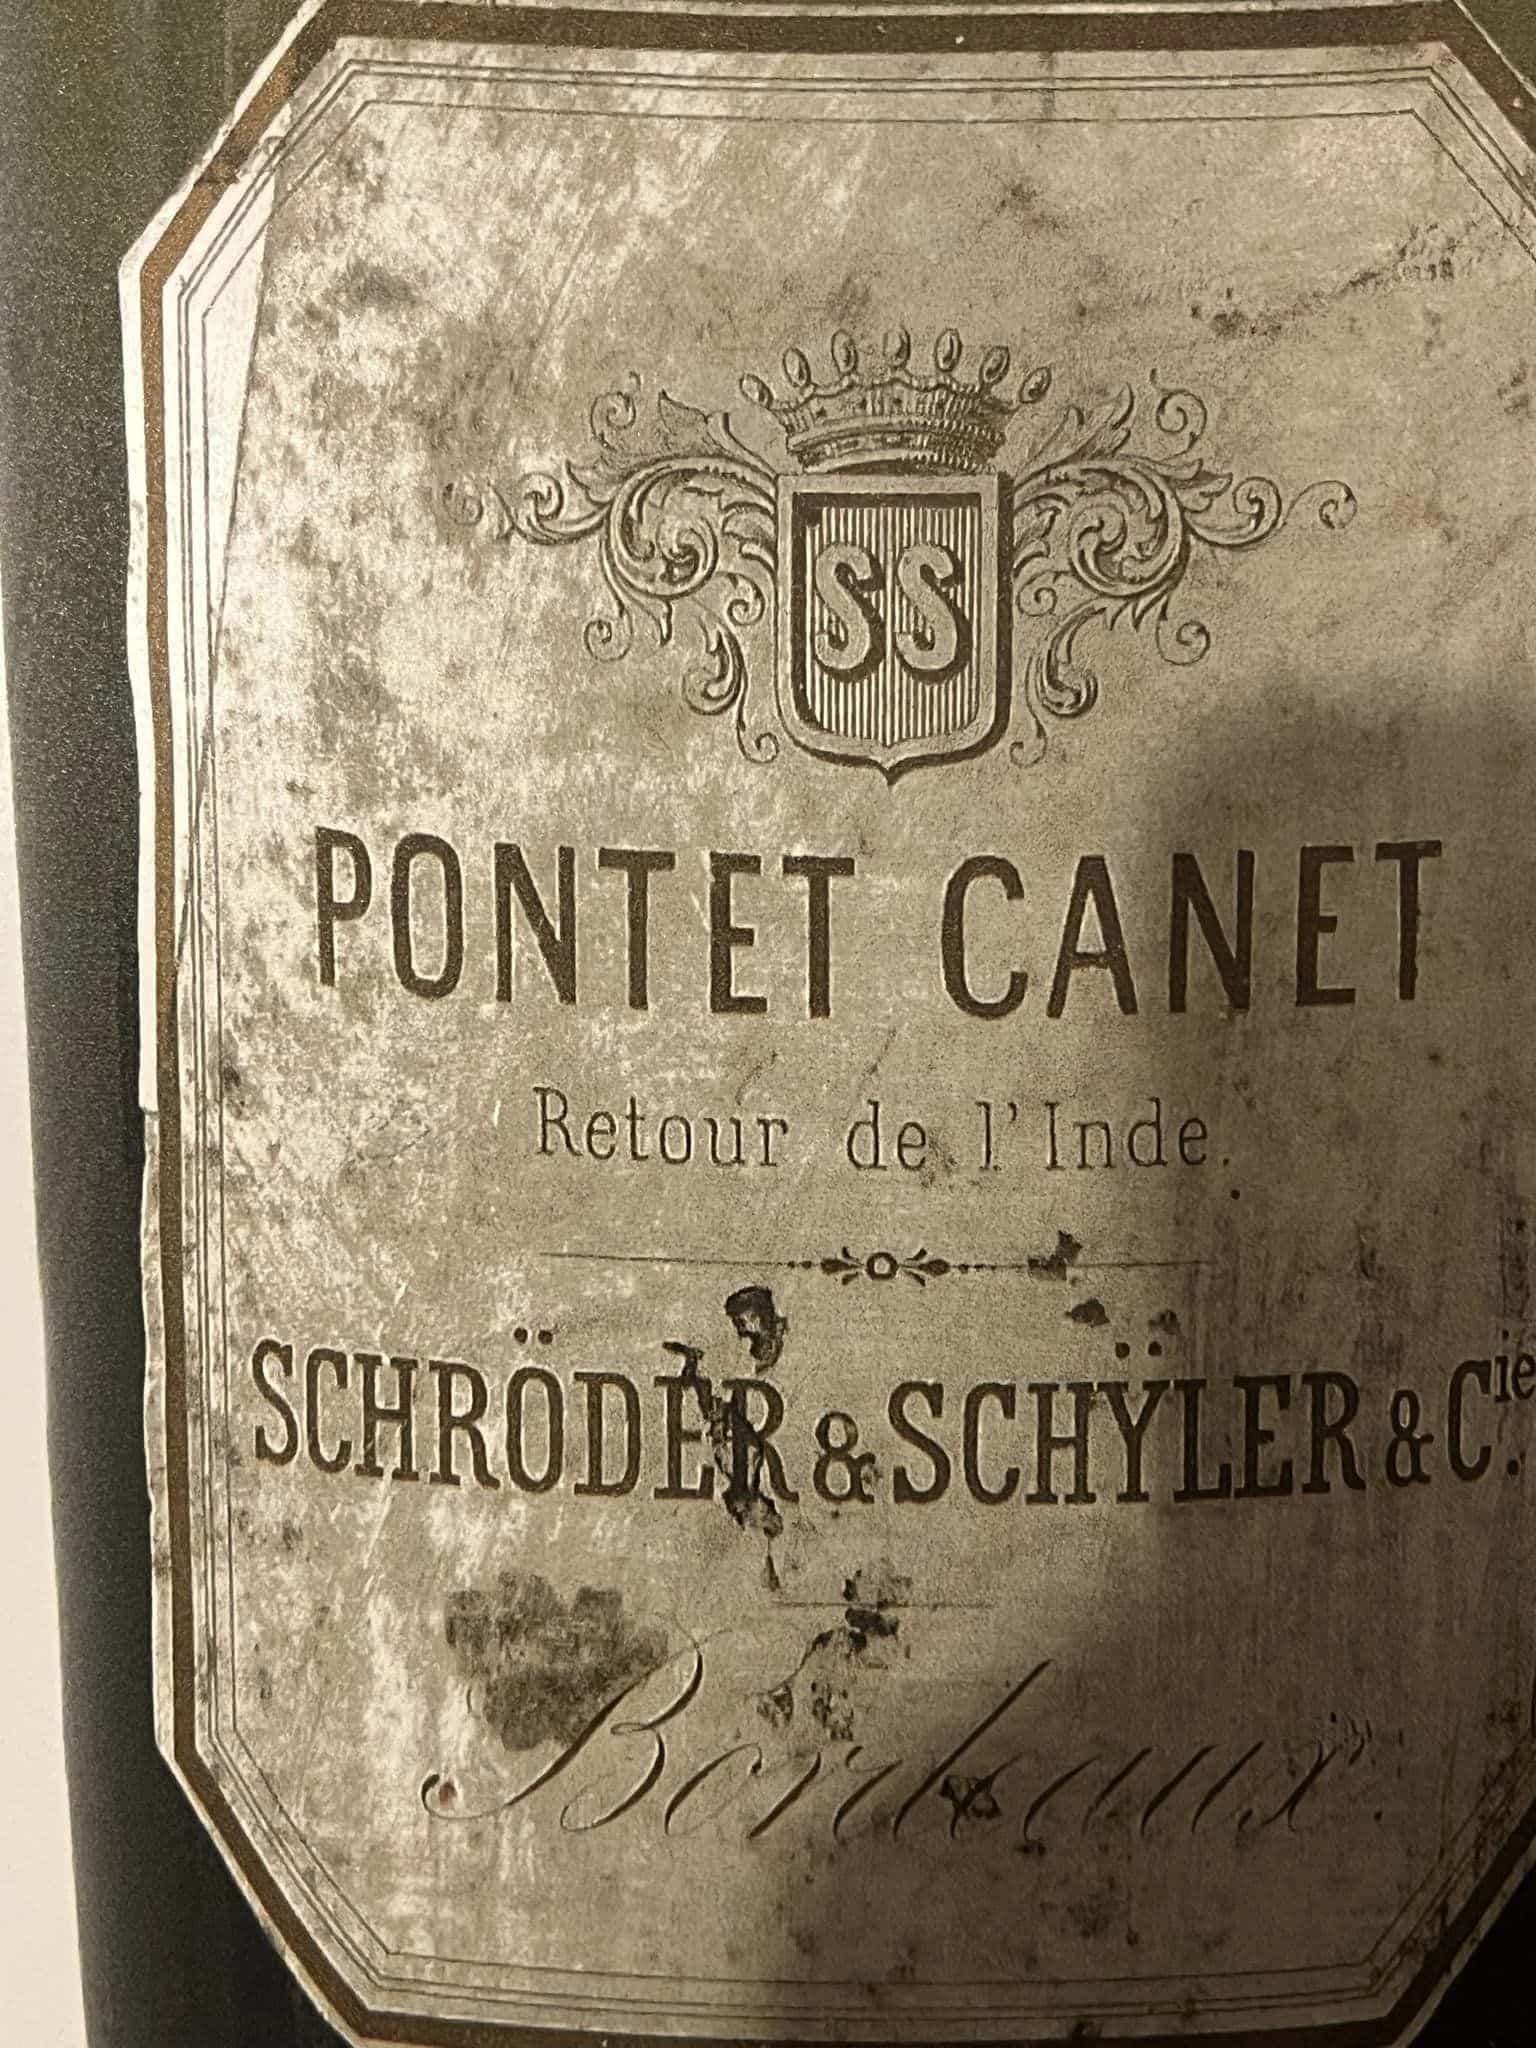 SS
PONTET CANET
Retour de l'Inde.
SCHRÖDER & SCHŸLER & Cie.
Bordeaux.